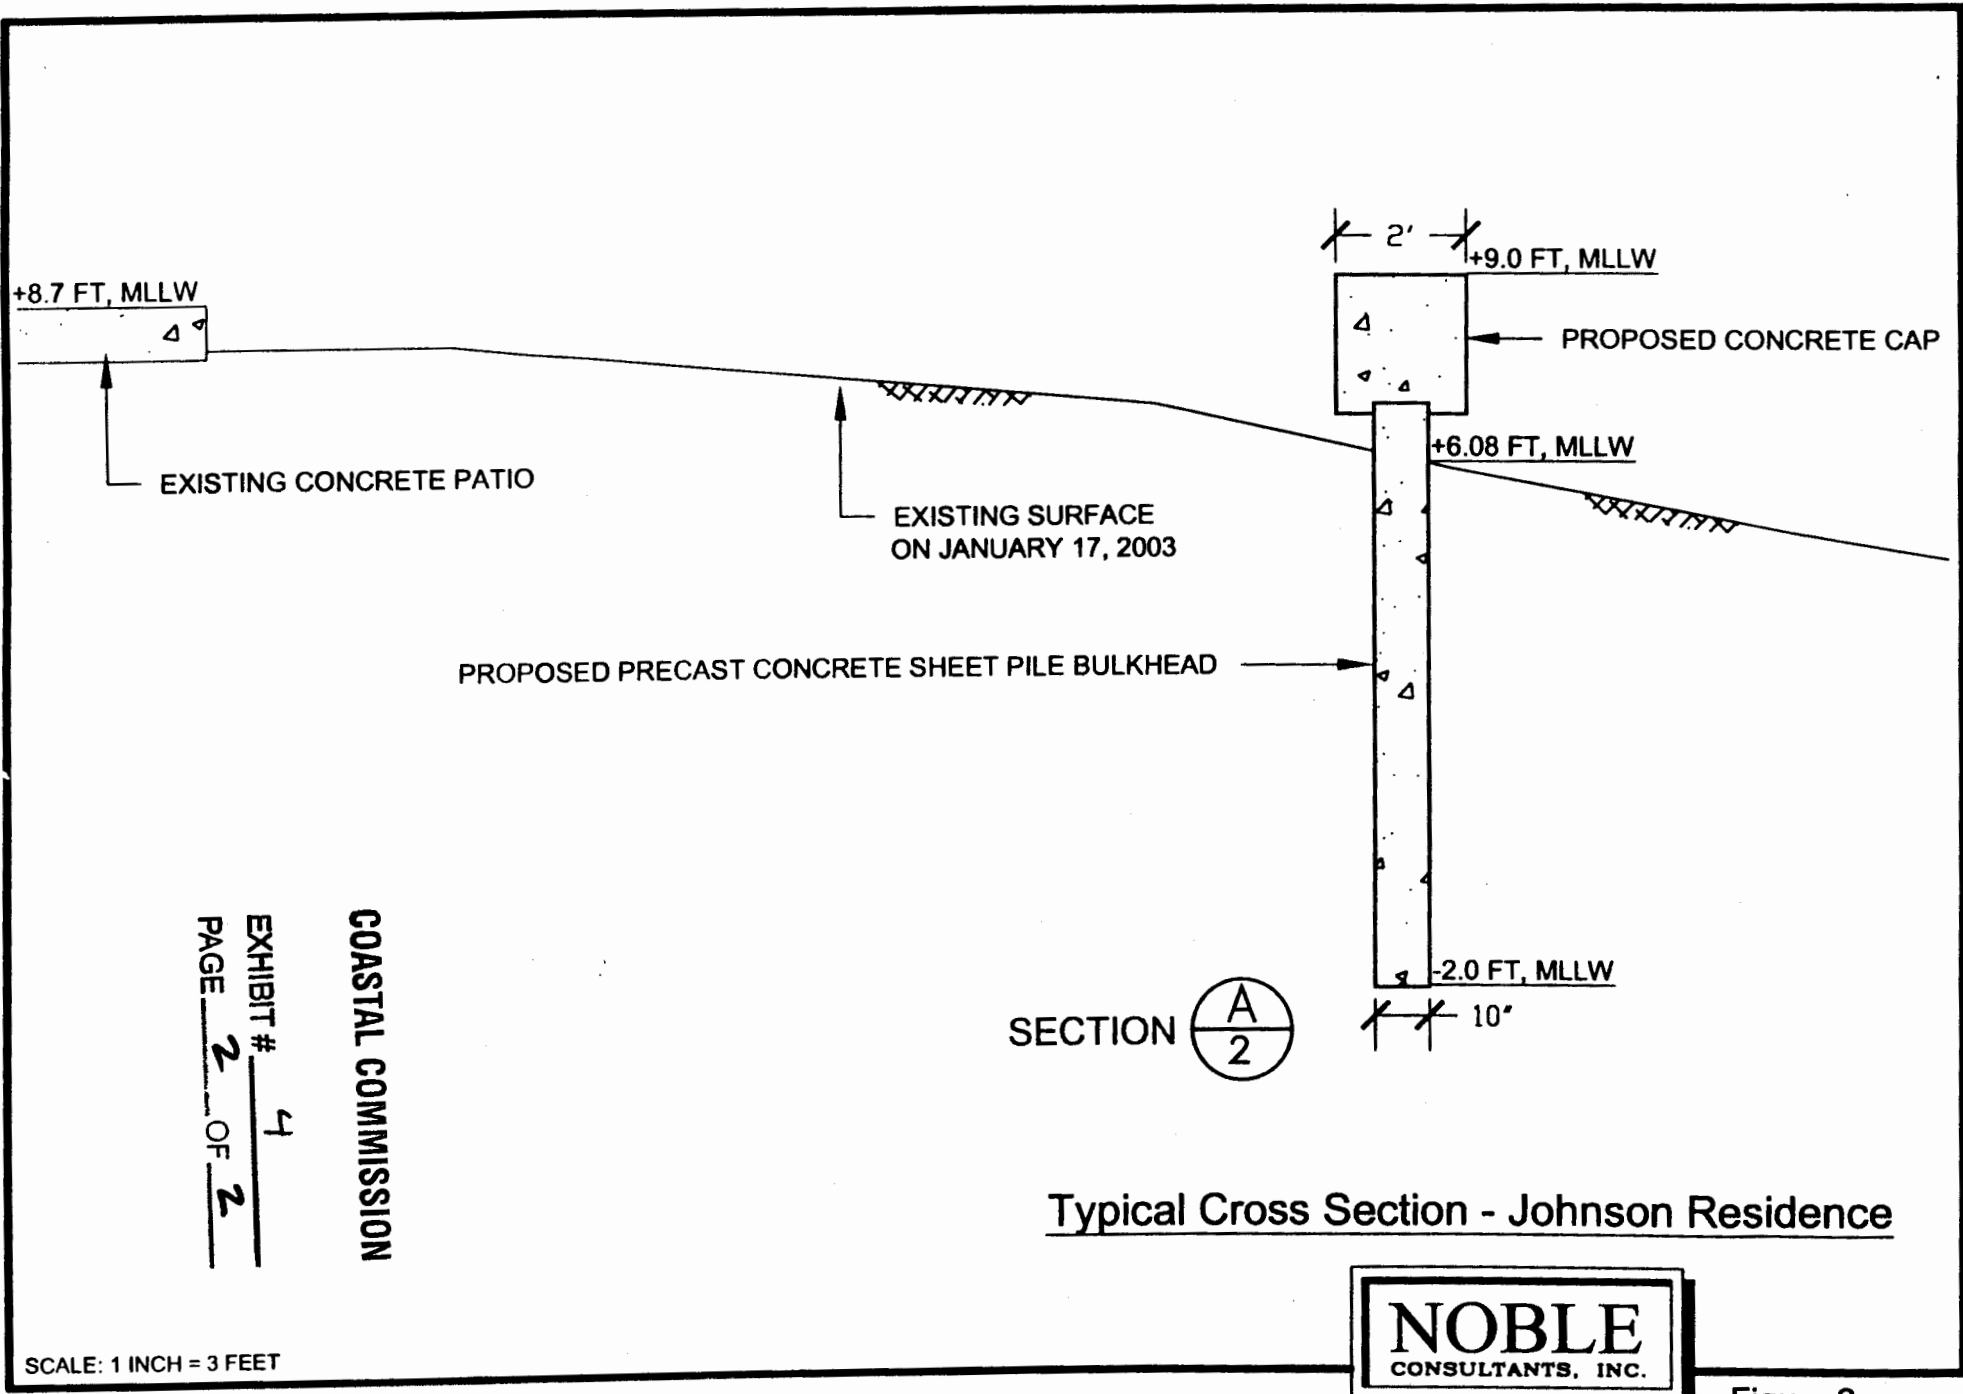 2'
+9.0 FT, MLLW
+8.7 FT, MLLW
PROPOSED CONCRETE CAP
+6.08 FT, MLLW
EXISTING CONCRETE PATIO
EXISTING SURFACE
ON JANUARY 17, 2003
PROPOSED PRECAST CONCRETE SHEET PILE BULKHEAD
-2.0 FT, MLLW
10"
SECTION A
2
COASTAL COMMISSION
EXHIBIT # 4
PAGE 2 OF 2
Typical Cross Section - Johnson Residence
NOBLE
CONSULTANTS, INC.
SCALE: 1 INCH = 3 FEET